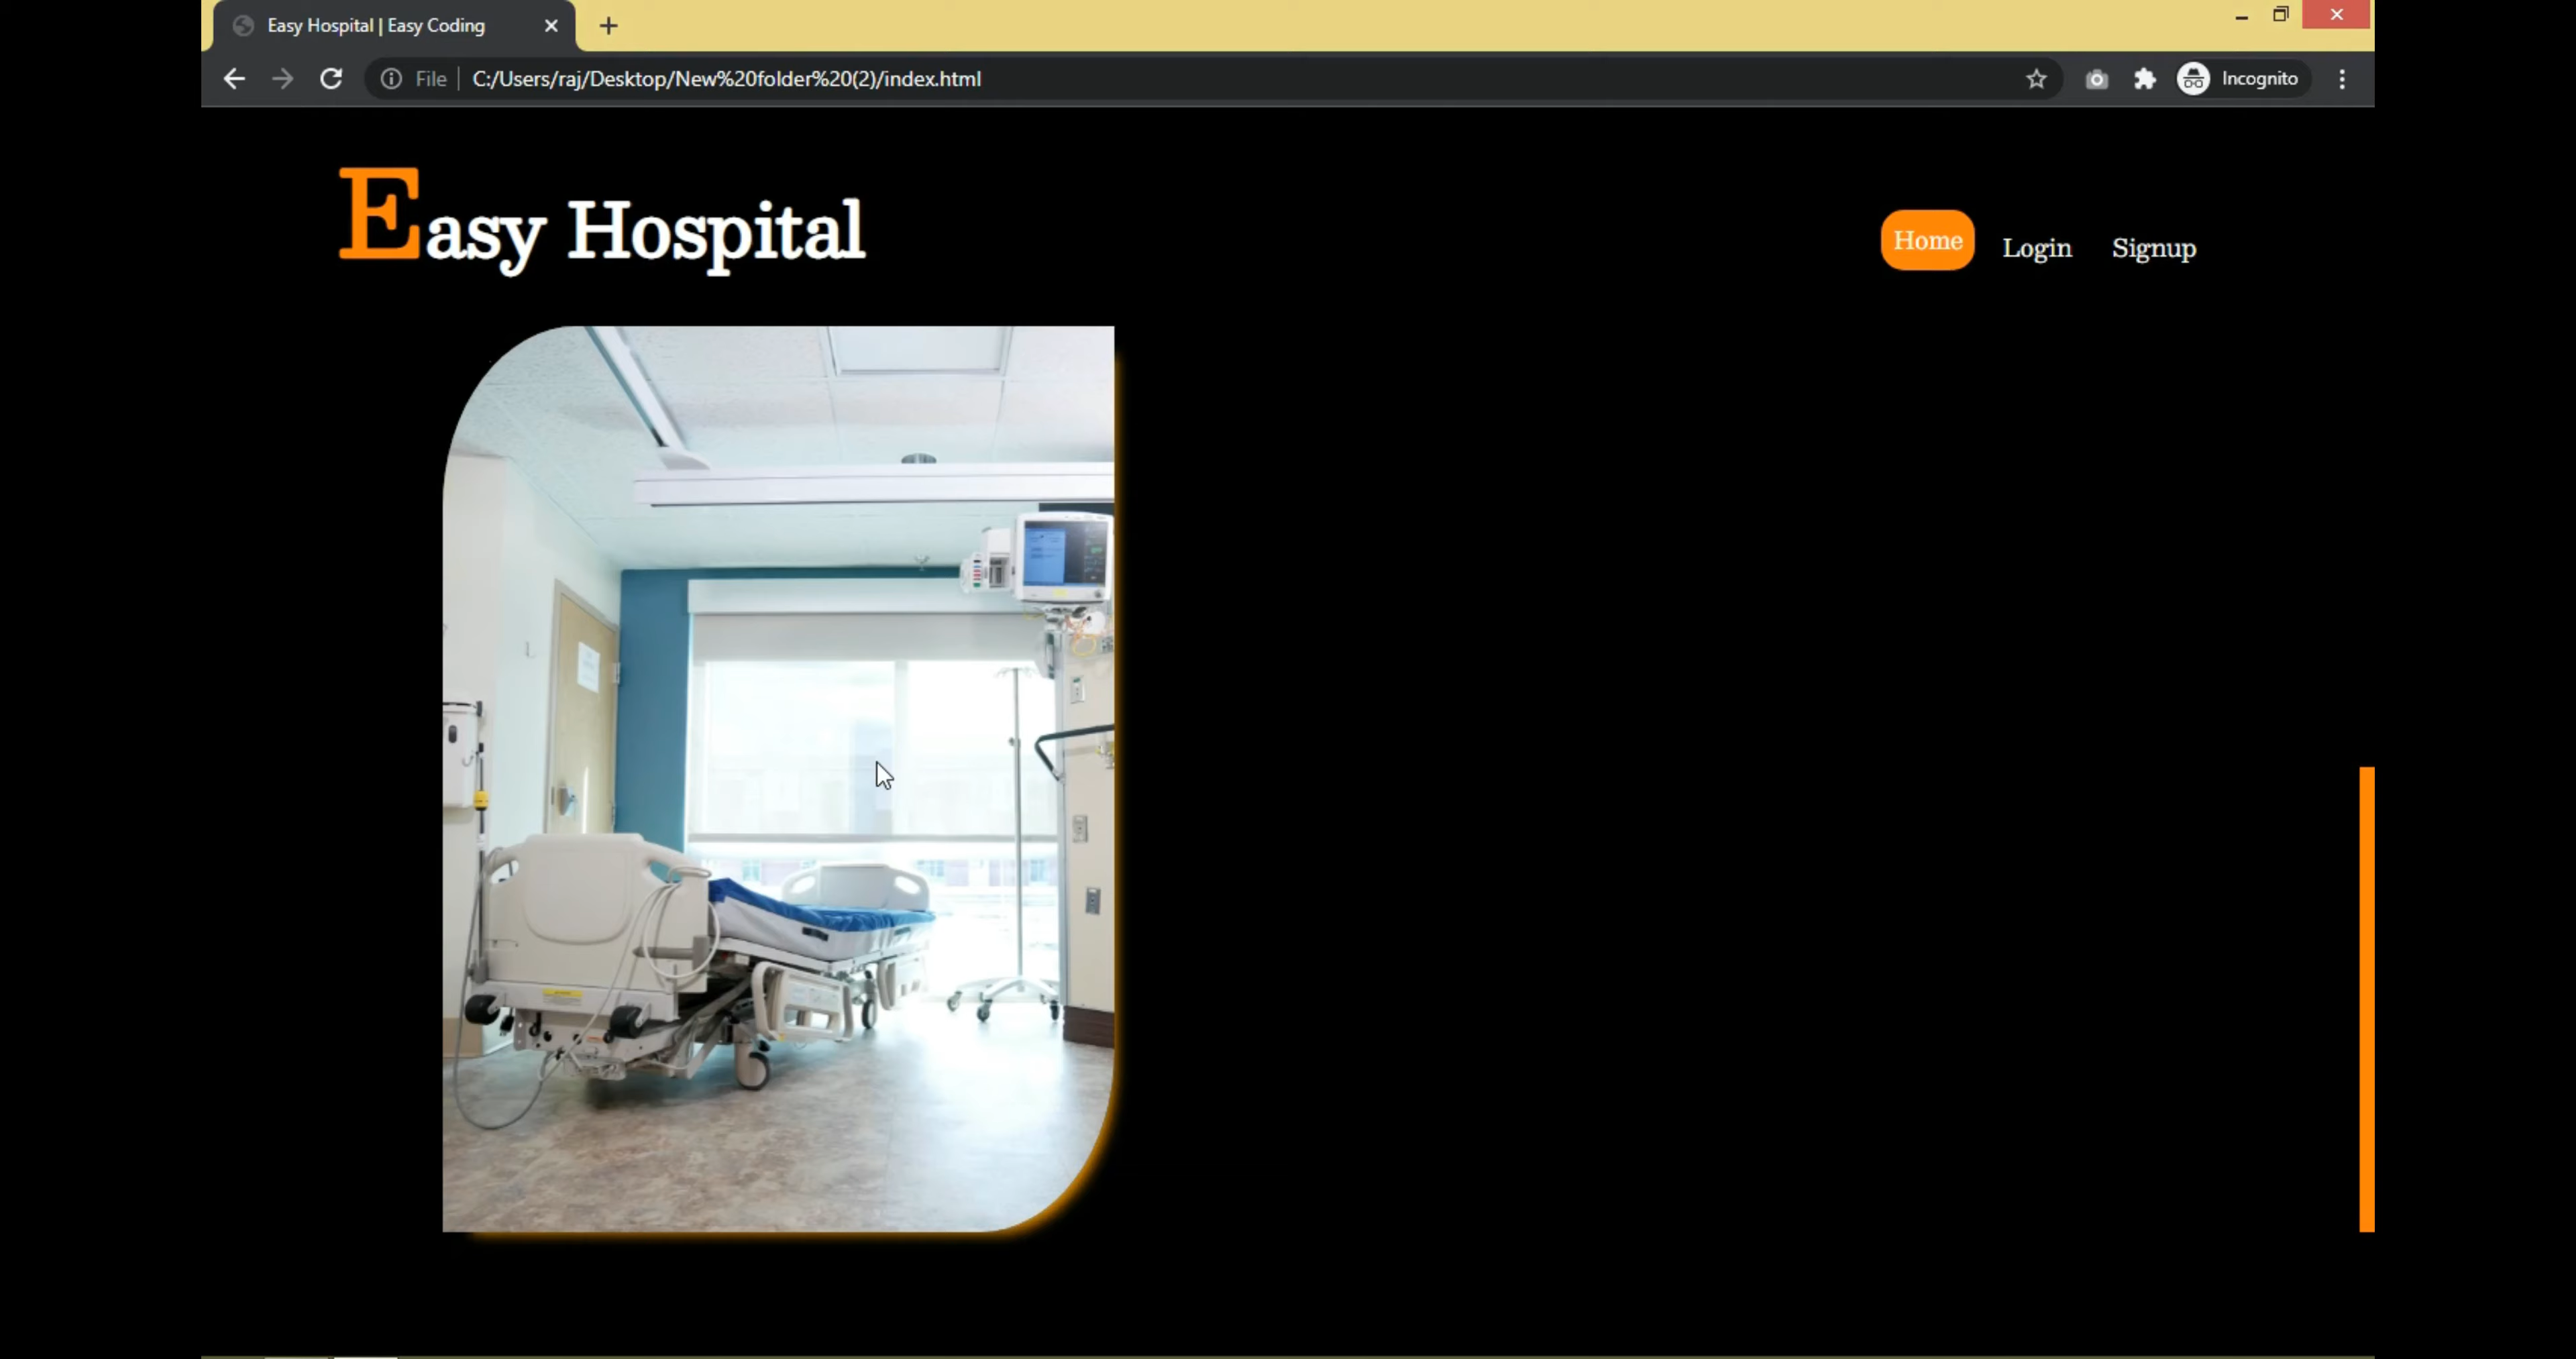 Easy Hospital | Easy Coding
File C:/Users/raj/Desktop/New%20folder%20(2)/index.html
Incognito
Easy Hospital
Home Login Signup